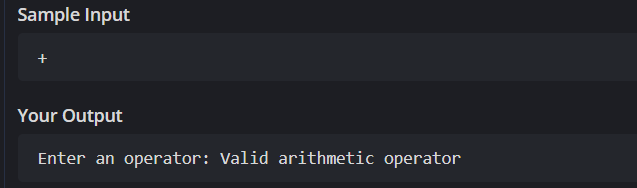 Sample Input
+
Your Output
Enter an operator: Valid arithmetic operator